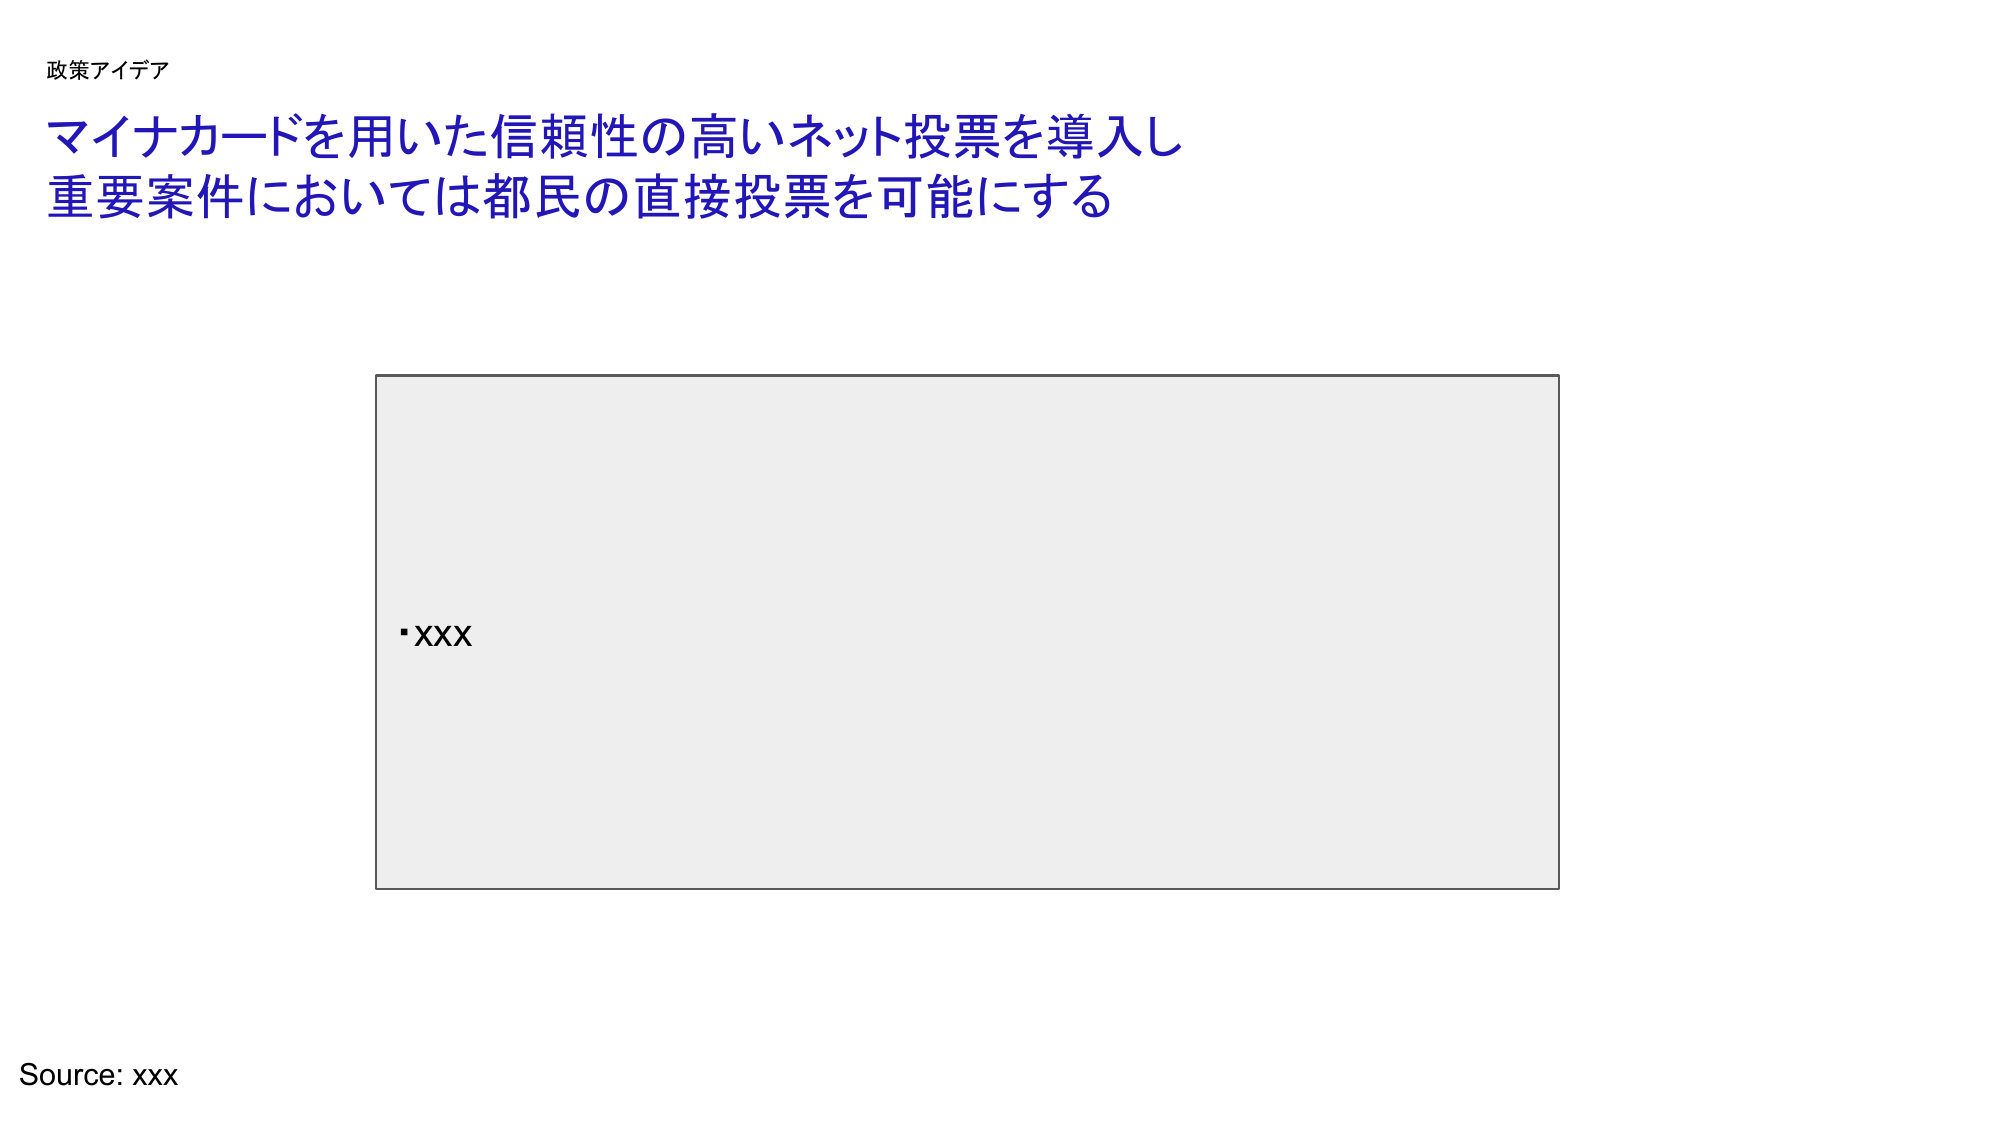 政策アイデア
マイナカードを用いた信頼性の高いネット投票を導入し
重要案件においては都民の直接投票を可能にする
・xxx
Source: xxx